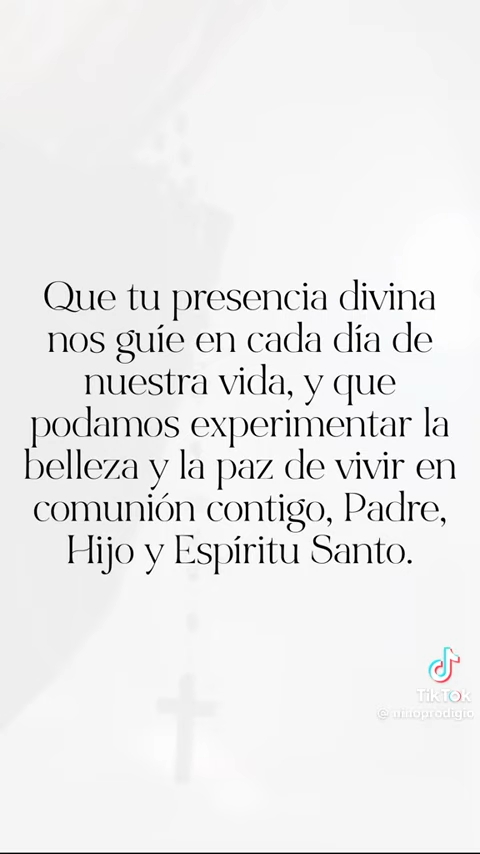 Que tu presencia divina
nos guíe en cada día de
nuestra vida, y que
podamos experimentar la
belleza y la paz de vivir en
comunión contigo, Padre,
Hijo y Espíritu Santo.
TikTok